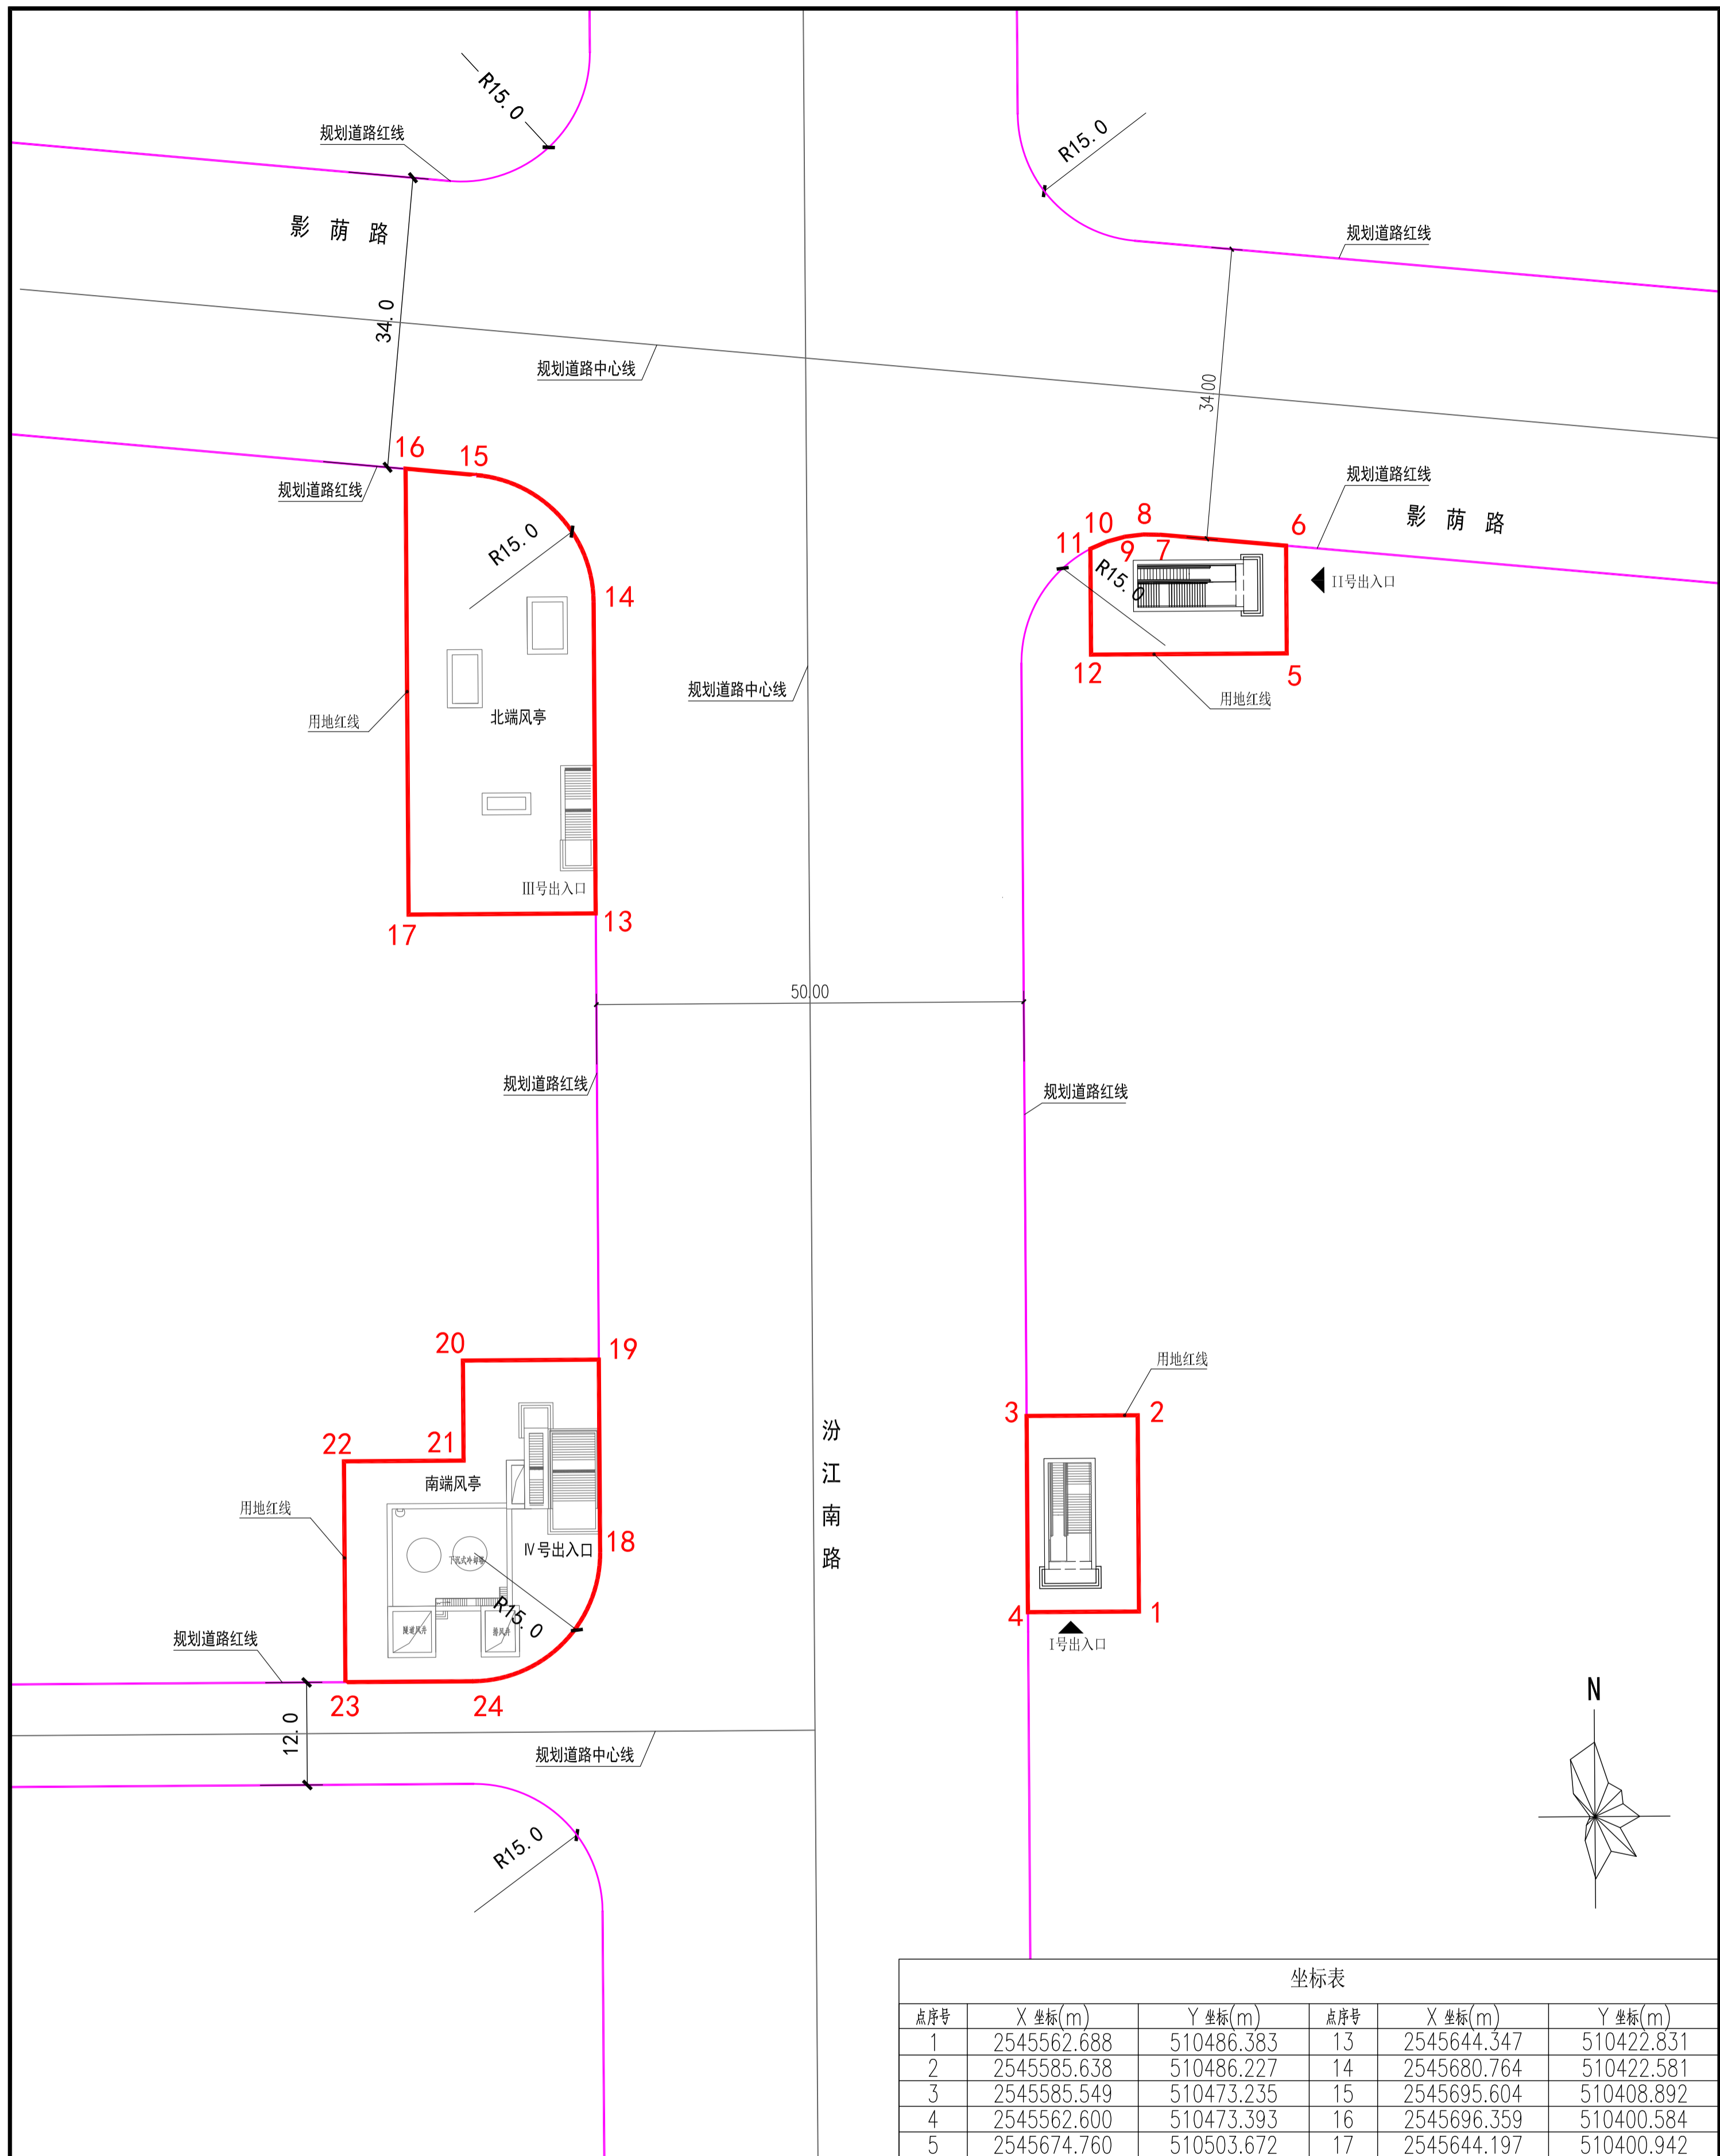 R15.0
规划道路红线
R15.0
影 荫 路
规划道路红线
34.0
规划道路中心线
34.00
16
15
规划道路红线
规划道路红线
影 荫 路
R15.0
6
8
10
11
9
7
R15.0
II号出入口
14
12
5
规划道路中心线
用地红线
用地红线
北端风亭
III号出入口
17
13
50.00
规划道路红线
规划道路红线
20
19
用地红线
3
2
22
21
南端风亭
汾
江
南
路
用地红线
18
IV号出入口
下沉式冷却塔
R15.0
隧道风井
4
1
I号出入口
规划道路红线
23
24
N
12.0
规划道路中心线
R15.0
坐标表
点序号 X 坐标(m) Y 坐标(m) 点序号 X 坐标(m) Y 坐标(m)
1 2545562.688 510486.383 13 2545644.347 510422.831
2 2545585.638 510486.227 14 2545680.764 510422.581
3 2545585.549 510473.235 15 2545695.604 510408.892
4 2545562.600 510473.393 16 2545696.359 510400.584
5 2545674.760 510503.672 17 2545644.197 510400.942